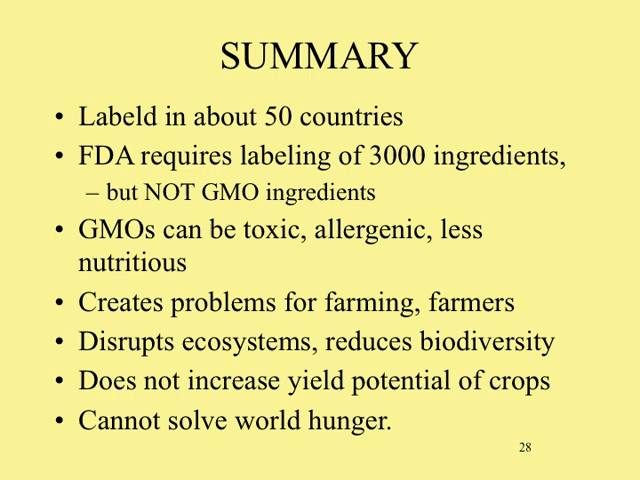 SUMMARY
• Labeld in about 50 countries
• FDA requires labeling of 3000 ingredients,
– but NOT GMO ingredients
• GMOs can be toxic, allergenic, less
nutritious
• Creates problems for farming, farmers
• Disrupts ecosystems, reduces biodiversity
• Does not increase yield potential of crops
• Cannot solve world hunger.
28